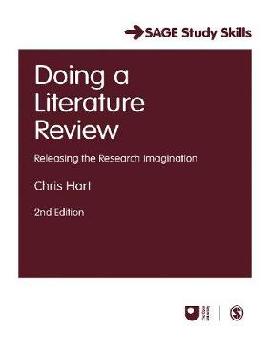 SAGE Study Skills
Doing a
Literature
Review
Releasing the Research Imagination
Chris Hart
2nd Edition